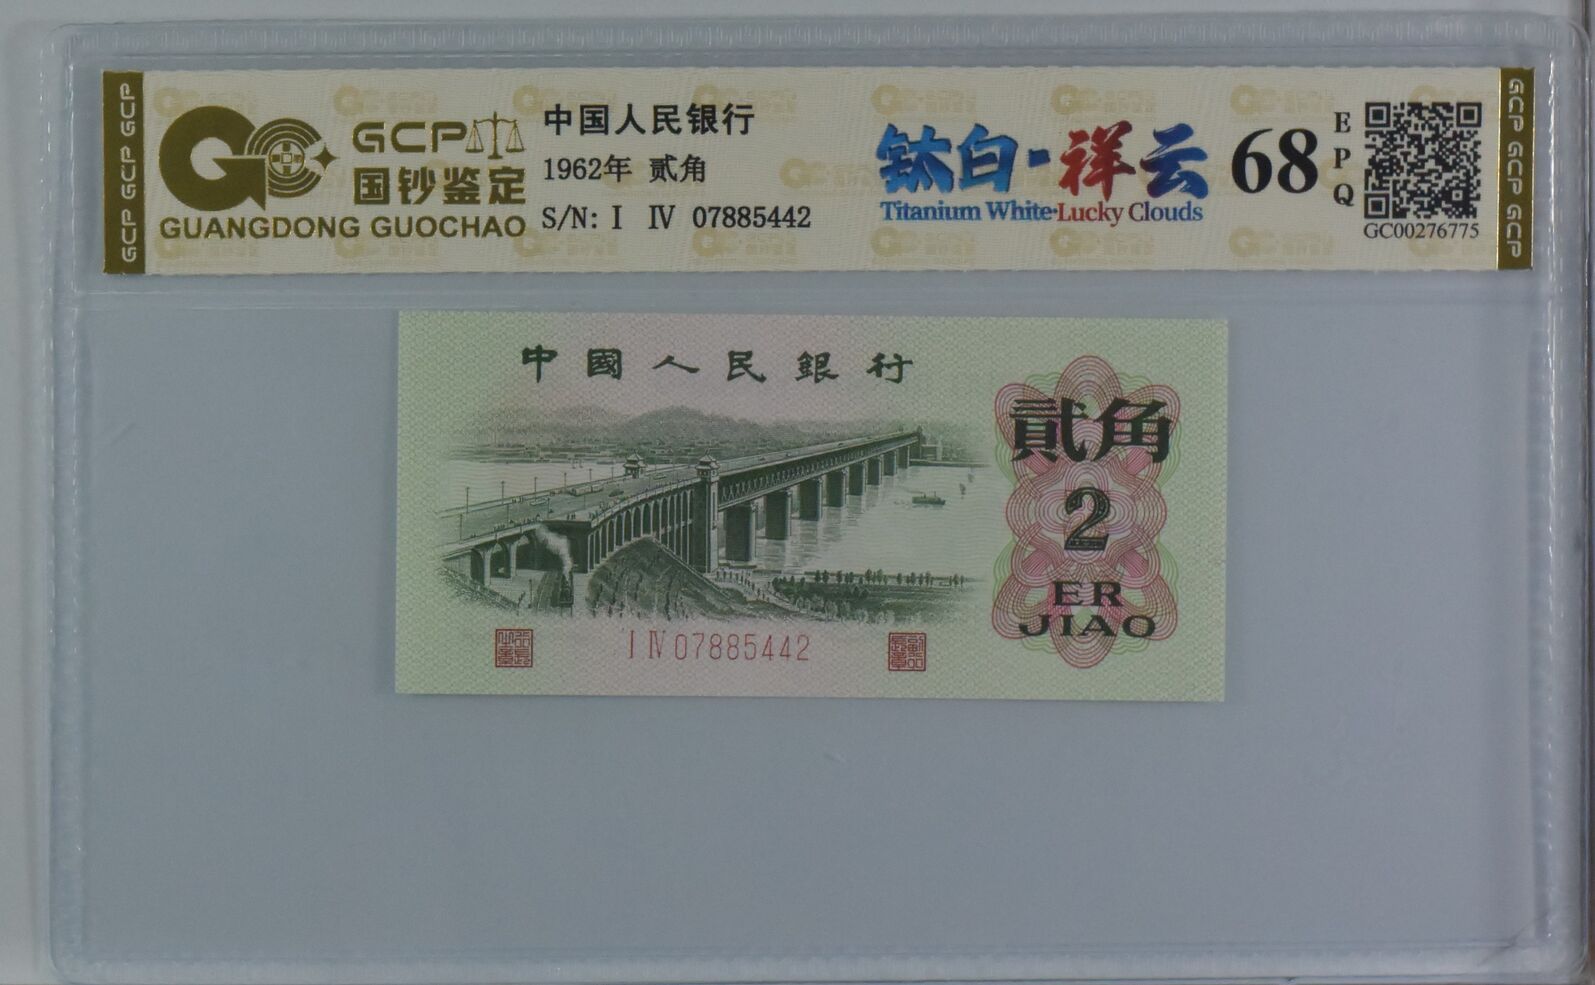 GCP GCP GCP
GCP
国钞鉴定
GUANGDONG GUOCHAO
中国人民银行
1962年 贰角
S/N: I IV 07885442
钛白·祥云
Titanium White·Lucky Clouds
68
EPQ
GC00276775
GCP GCP GCP
中國人民銀行
貳角
2
ER
JIAO
I IV 07885442